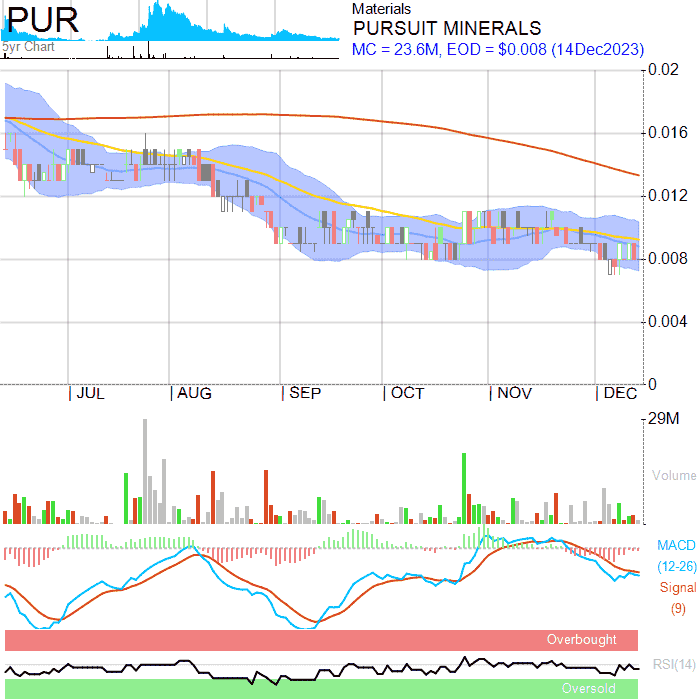 PUR
5yr Chart
Materials
PURSUIT MINERALS
MC = 23.6M, EOD = $0.008 (14Dec2023)
0.02
0.016
0.012
0.008
0.004
0
JUL AUG SEP OCT NOV DEC
29M
Volume
MACD
(12-26)
Signal
(9)
Overbought
RSI(14)
Oversold